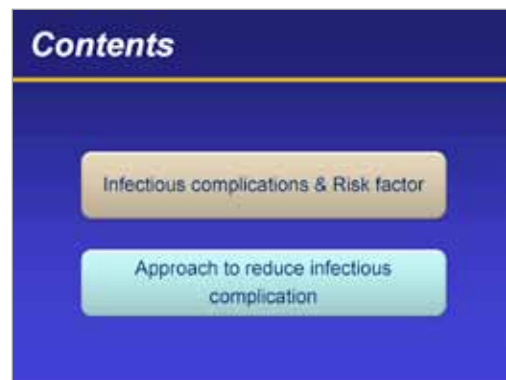 Contents
Infectious complications & Risk factor
Approach to reduce infectious
complication